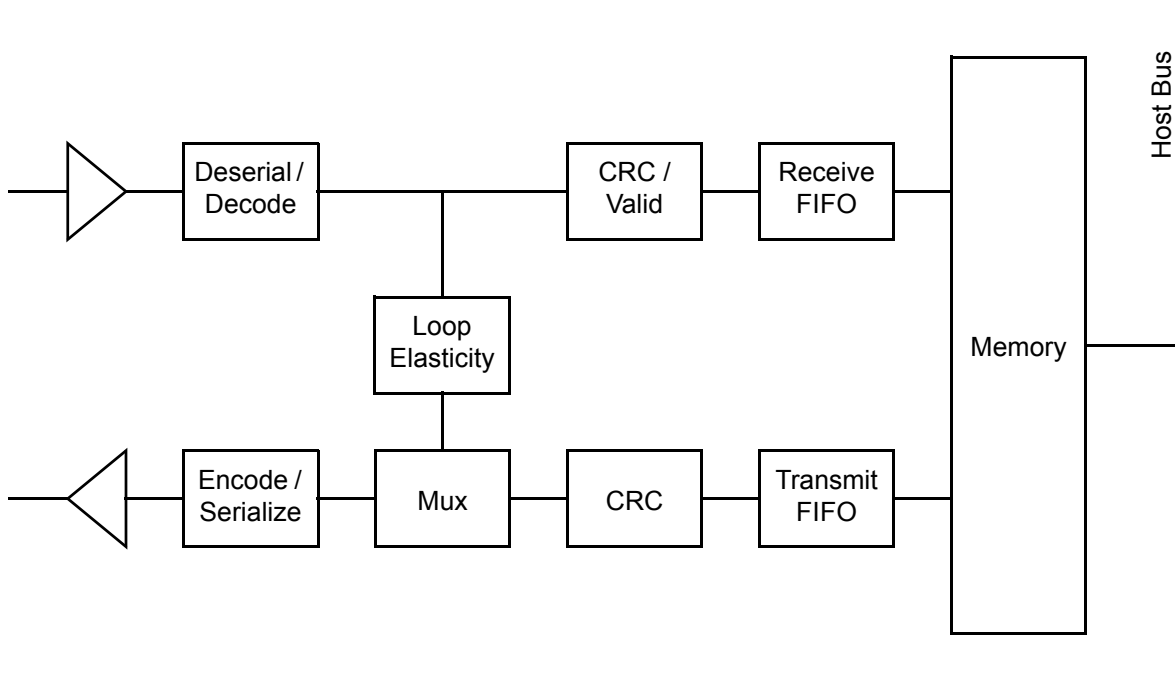 Host Bus
Deserial /
Decode
CRC /
Valid
Receive
FIFO
Loop
Elasticity
Memory
Encode /
Serialize
Mux
CRC
Transmit
FIFO